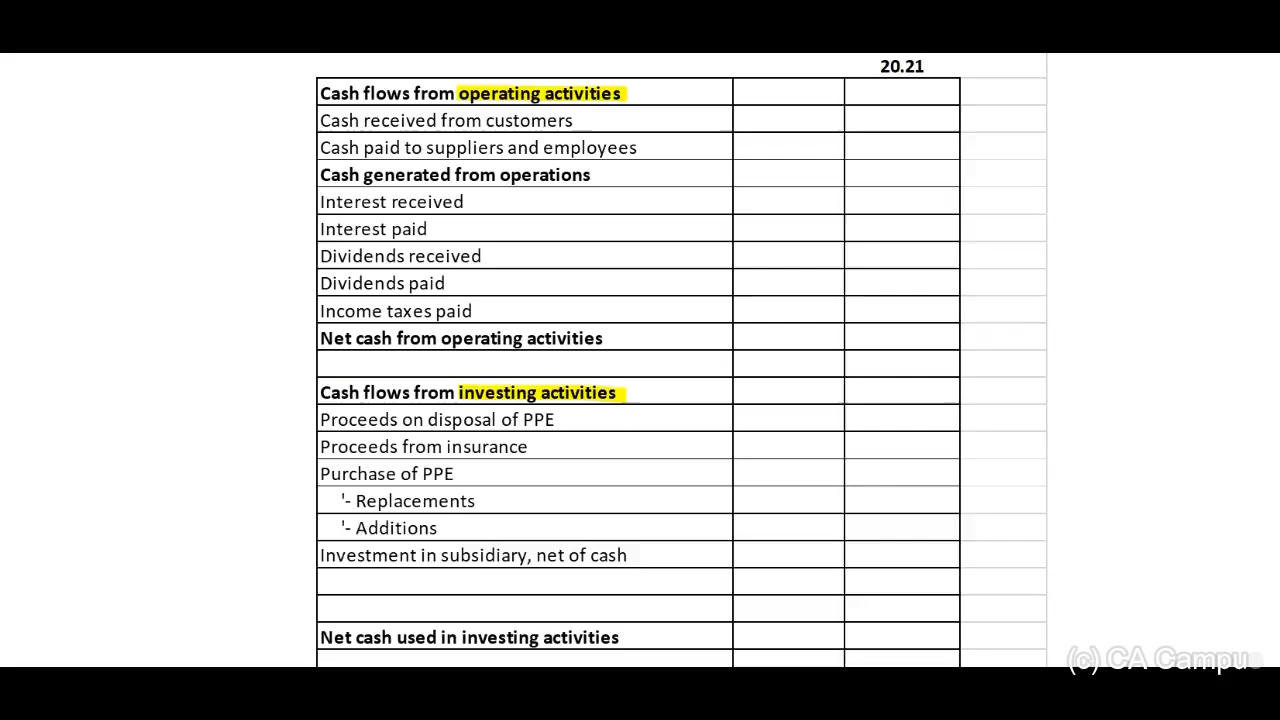 20.21
Cash flows from operating activities
Cash received from customers
Cash paid to suppliers and employees
Cash generated from operations
Interest received
Interest paid
Dividends received
Dividends paid
Income taxes paid
Net cash from operating activities
Cash flows from investing activities
Proceeds on disposal of PPE
Proceeds from insurance
Purchase of PPE
'- Replacements
'- Additions
Investment in subsidiary, net of cash
Net cash used in investing activities
(c) CA Campus